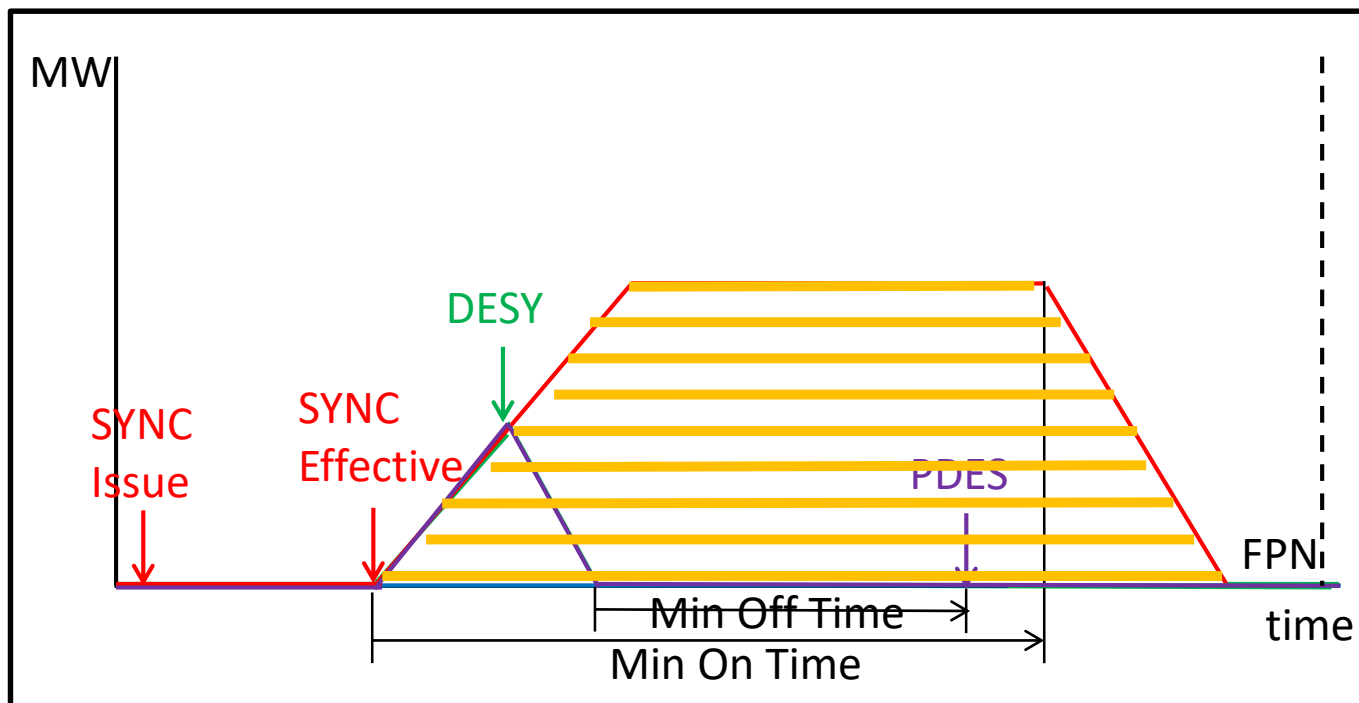 MW
DESY
SYNC
Issue
SYNC
Effective
PDES
FPN
time
Min Off Time
Min On Time